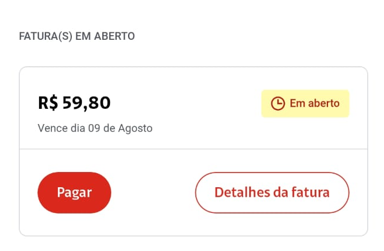 FATURA(S) EM ABERTO
R$ 59,80
Em aberto
Vence dia 09 de Agosto
Pagar
Detalhes da fatura